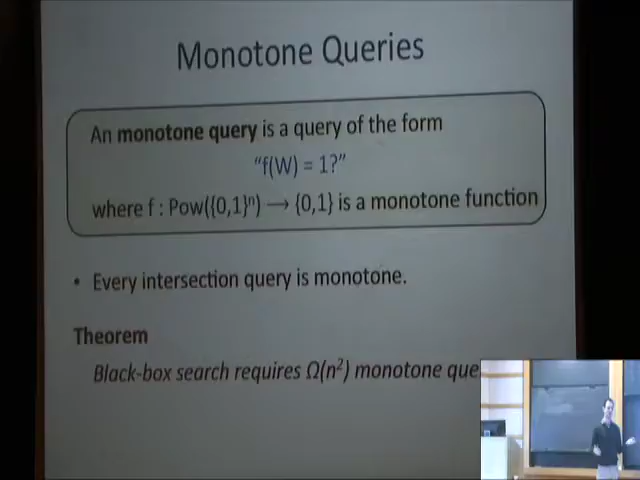 Monotone Queries
An monotone query is a query of the form
"f(W) = 1?"
where f : Pow({0,1}ⁿ) → {0,1} is a monotone function
• Every intersection query is monotone.
Theorem
Black-box search requires Ω(n²) monotone que